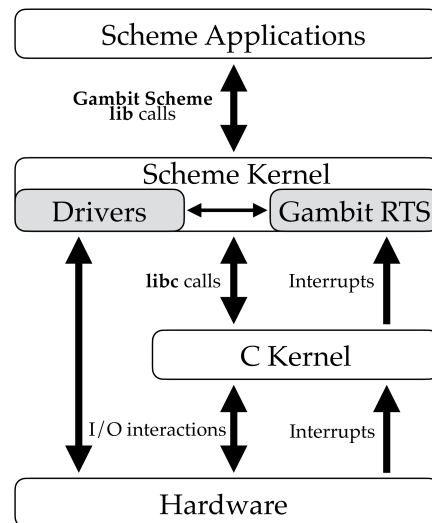 Scheme Applications
Gambit Scheme
lib calls
Scheme Kernel
Drivers
Gambit RTS
libc calls
Interrupts
C Kernel
I/O interactions
Interrupts
Hardware